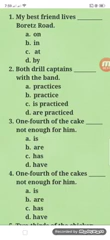 1. My best friend lives ______
Boretz Road.
a. on
b. in
c. at
d. by
2. Both drill captains ______
with the band.
a. practices
b. practice
c. is practiced
d. are practiced
3. One-fourth of the cake ____
not enough for him.
a. is
b. are
c. has
d. have
4. One-fourth of the cakes ____
not enough for him.
a. is
b. are
c. has
d. have